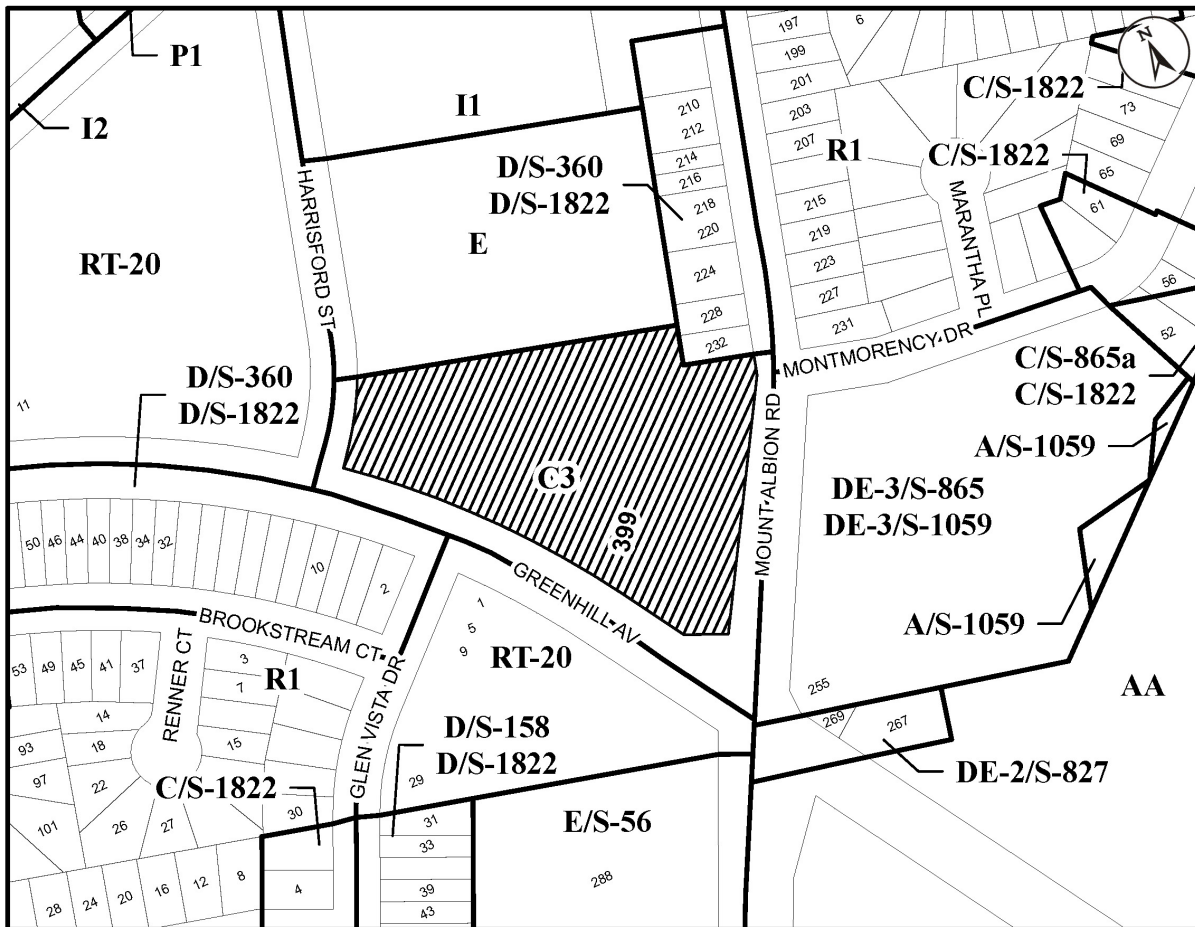 P1
I2
I1
N
C/S-1822
197
6
199
201
203
207
R1
73
69
65
61
C/S-1822
210
212
214
216
218
220
224
228
232
D/S-360
D/S-1822
215
219
223
227
231
MARANTHA PL
56
52
HARRISFORD ST
RT-20
E
MONTMORENCY DR
C/S-865a
C/S-1822
A/S-1059
D/S-360
D/S-1822
11
C3
399
MOUNT ALBION RD
DE-3/S-865
DE-3/S-1059
A/S-1059
50
46
44
40
38
34
32
10
2
GREENHILL AV
BROOKSTREAM CT
1
5
9
RT-20
255
AA
53
49
45
41
37
RENNER CT
3
7
R1
GLEN VISTA DR
14
18
22
15
93
97
101
26
27
30
C/S-1822
D/S-158
D/S-1822
29
269
267
DE-2/S-827
31
33
39
43
E/S-56
288
28
24
20
16
12
8
4